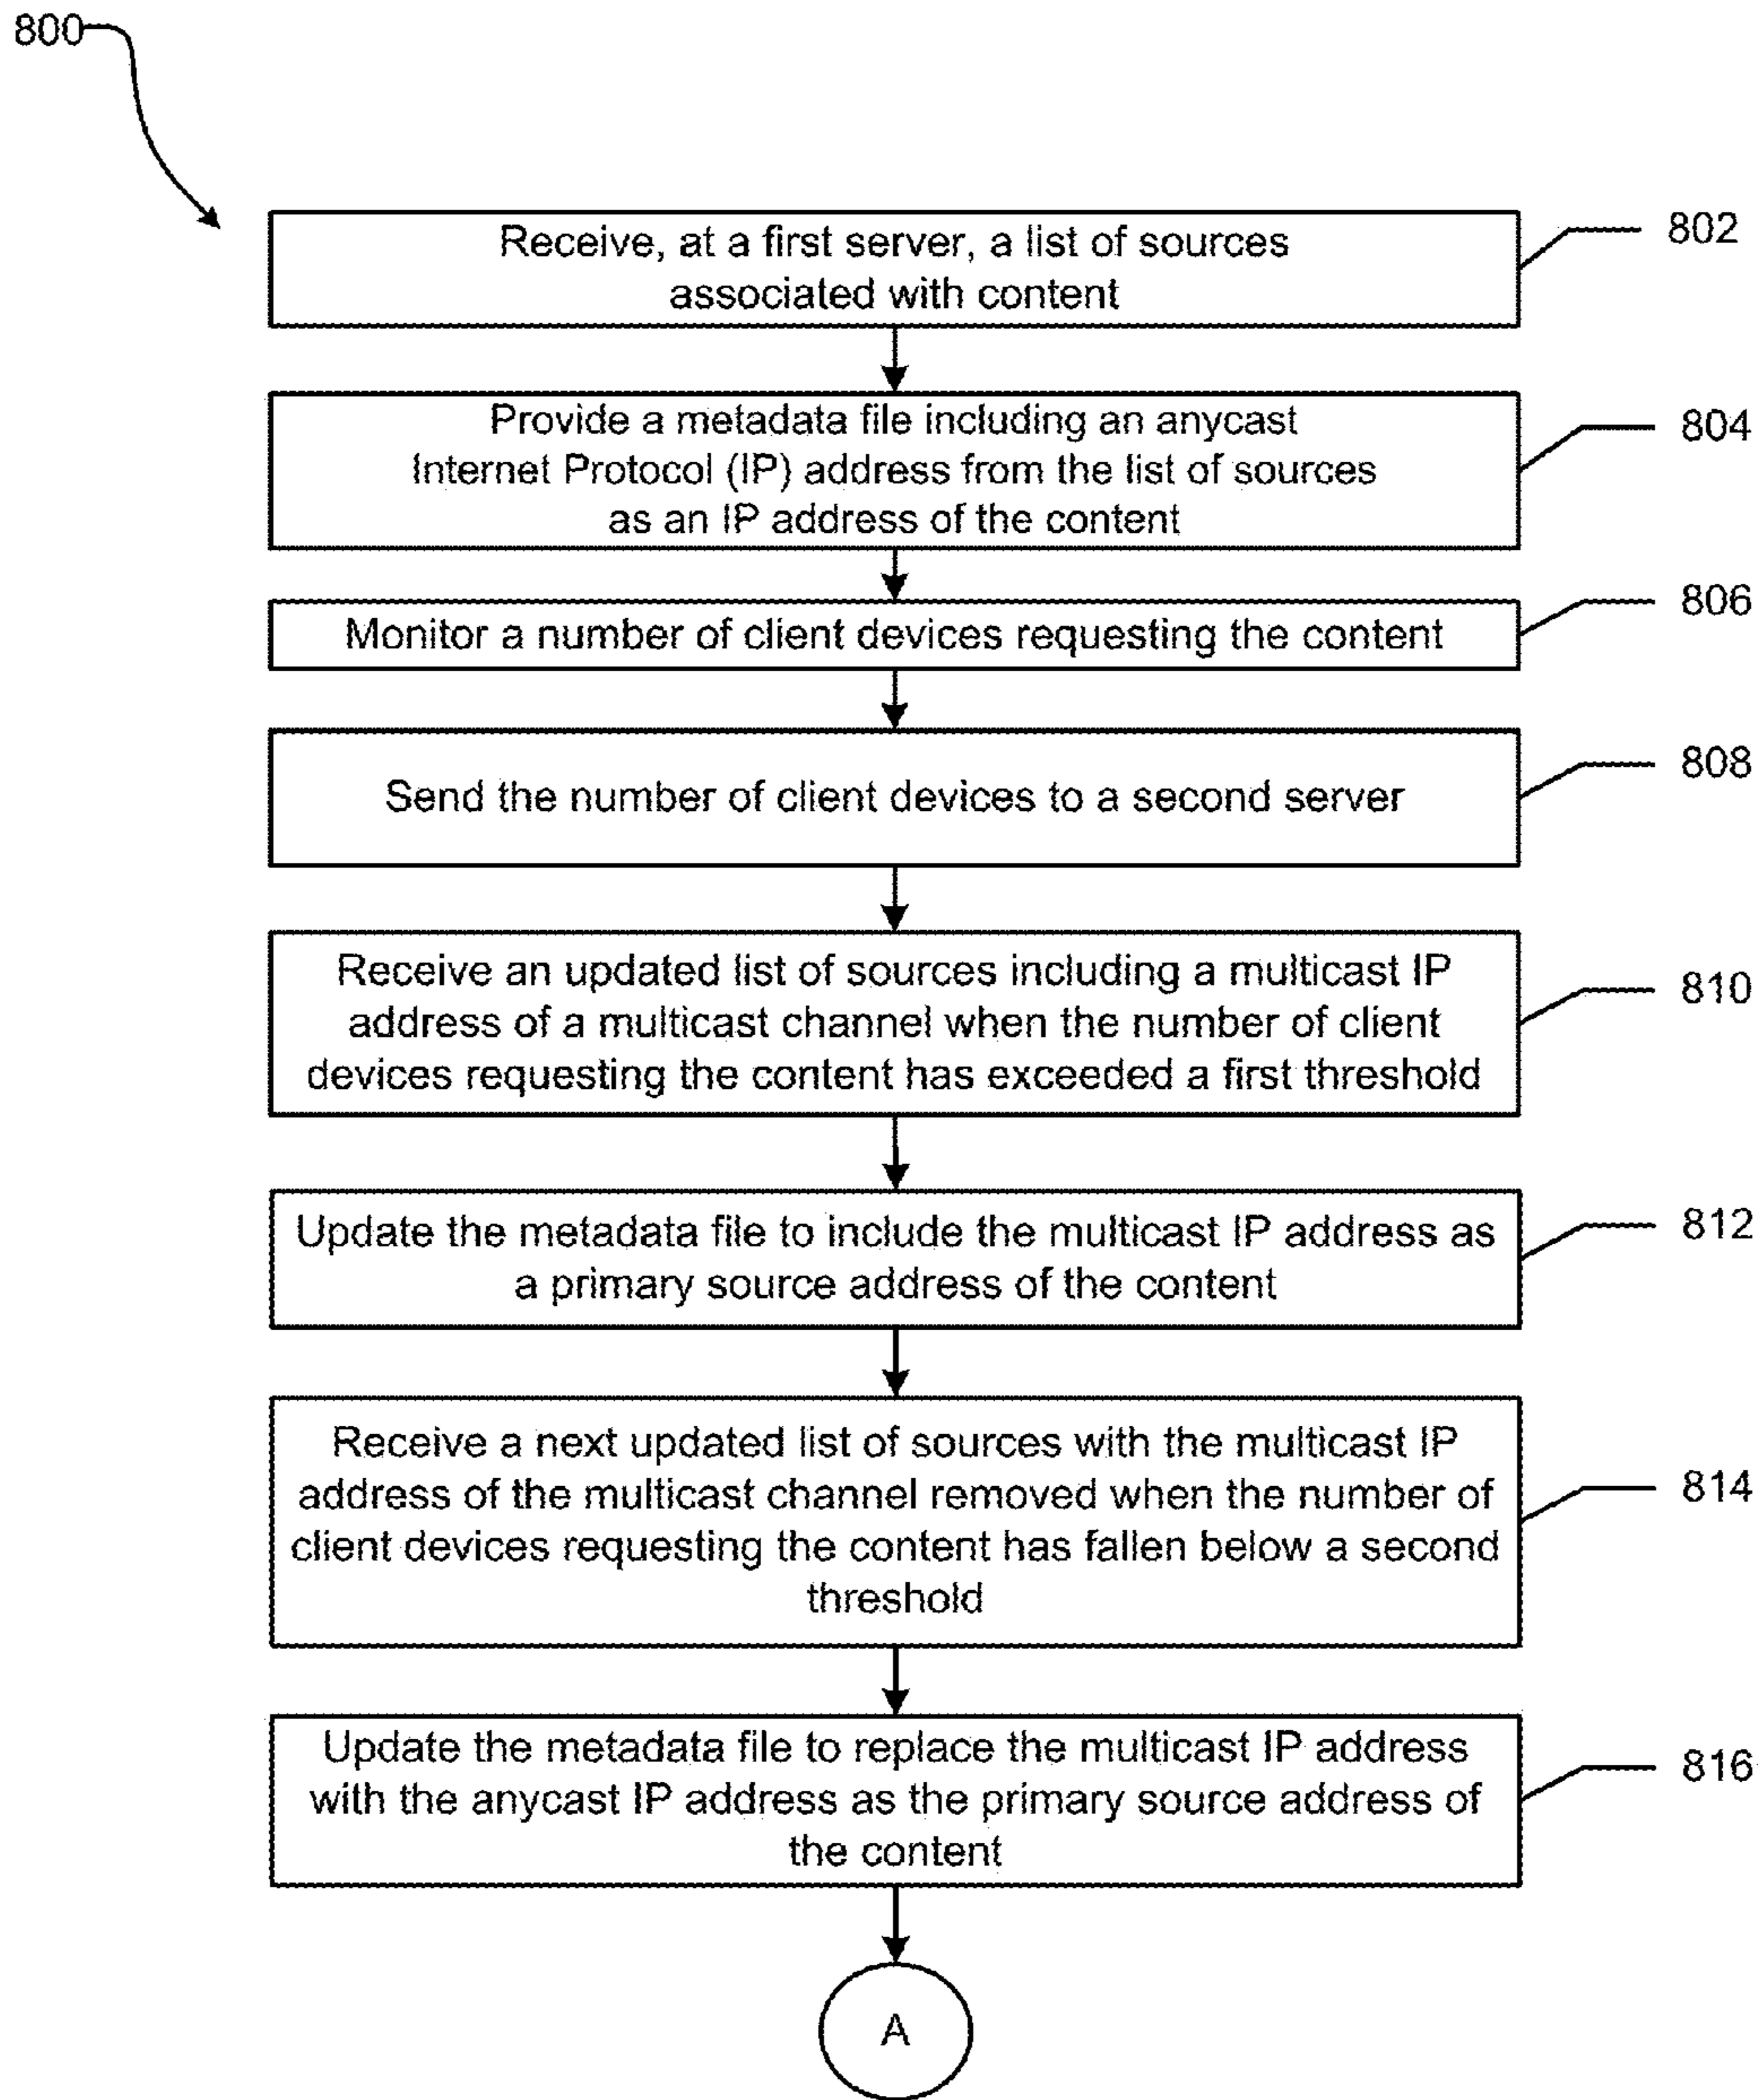 800
Receive, at a first server, a list of sources
associated with content
802
Provide a metadata file including an anycast
Internet Protocol (IP) address from the list of sources
as an IP address of the content
804
Monitor a number of client devices requesting the content
806
Send the number of client devices to a second server
808
Receive an updated list of sources including a multicast IP
address of a multicast channel when the number of client
devices requesting the content has exceeded a first threshold
810
Update the metadata file to include the multicast IP address as
a primary source address of the content
812
Receive a next updated list of sources with the multicast IP
address of the multicast channel removed when the number of
client devices requesting the content has fallen below a second
threshold
814
Update the metadata file to replace the multicast IP address
with the anycast IP address as the primary source address of
the content
816
A